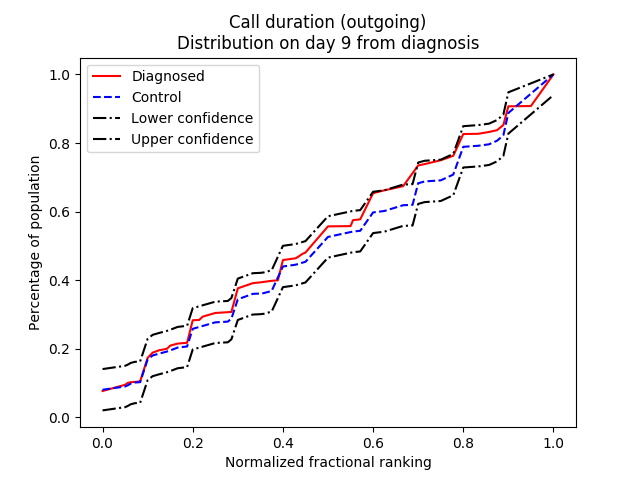 Call duration (outgoing)
Distribution on day 9 from diagnosis
Diagnosed
Control
Lower confidence
Upper confidence
Percentage of population
1.0
0.8
0.6
0.4
0.2
0.0
0.0 0.2 0.4 0.6 0.8 1.0
Normalized fractional ranking